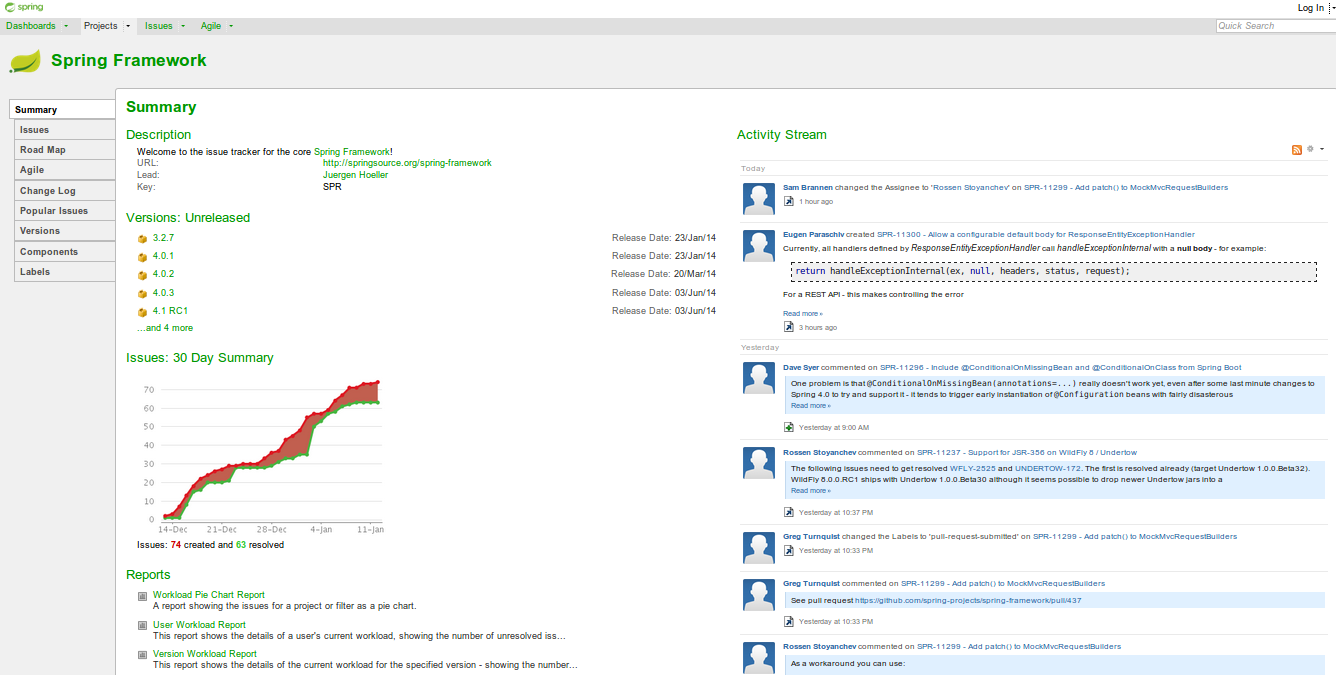 spring
Log In
Dashboards Projects Issues Agile
Quick Search
Spring Framework
Summary
Issues
Road Map
Agile
Change Log
Popular Issues
Versions
Components
Labels
Summary
Description
Welcome to the issue tracker for the core Spring Framework!
URL: http://springsource.org/spring-framework
Lead: Juergen Hoeller
Key: SPR
Versions: Unreleased
3.2.7 Release Date: 23/Jan/14
4.0.1 Release Date: 23/Jan/14
4.0.2 Release Date: 20/Mar/14
4.0.3 Release Date: 03/Jun/14
4.1 RC1 Release Date: 03/Jun/14
...and 4 more
Issues: 30 Day Summary
70
60
50
40
30
20
10
0
14-Dec 21-Dec 28-Dec 4-Jan 11-Jan
Issues: 74 created and 63 resolved
Reports
Workload Pie Chart Report
A report showing the issues for a project or filter as a pie chart.
User Workload Report
This report shows the details of a user's current workload, showing the number of unresolved iss...
Version Workload Report
This report shows the details of the current workload for the specified version - showing the number...
Activity Stream
Today
Sam Brannen changed the Assignee to 'Rossen Stoyanchev' on SPR-11299 - Add patch() to MockMvcRequestBuilders
1 hour ago
Eugen Paraschiv created SPR-11300 - Allow a configurable default body for ResponseEntityExceptionHandler
Currently, all handlers defined by ResponseEntityExceptionHandler call handleExceptionInternal with a null body - for example:
return handleExceptionInternal(ex, null, headers, status, request);
For a REST API - this makes controlling the error
Read more »
3 hours ago
Yesterday
Dave Syer commented on SPR-11296 - Include @ConditionalOnMissingBean and @ConditionalOnClass from Spring Boot
One problem is that @ConditionalOnMissingBean(annotations=...) really doesn't work yet, even after some last minute changes to
Spring 4.0 to try and support it - it tends to trigger early instantiation of @Configuration beans with fairly disasterous
Read more »
Yesterday at 9:00 AM
Rossen Stoyanchev commented on SPR-11237 - Support for JSR-356 on WildFly 8 / Undertow
The following issues need to get resolved WFLY-2525 and UNDERTOW-172. The first is resolved already (target Undertow 1.0.0.Beta32).
WildFly 8.0.0.RC1 ships with Undertow 1.0.0.Beta30 although it seems possible to drop newer Undertow jars into a
Read more »
Yesterday at 10:37 PM
Greg Turnquist changed the Labels to 'pull-request-submitted' on SPR-11299 - Add patch() to MockMvcRequestBuilders
Yesterday at 10:33 PM
Greg Turnquist commented on SPR-11299 - Add patch() to MockMvcRequestBuilders
See pull request https://github.com/spring-projects/spring-framework/pull/437
Yesterday at 10:33 PM
Rossen Stoyanchev commented on SPR-11299 - Add patch() to MockMvcRequestBuilders
As a workaround you can use: